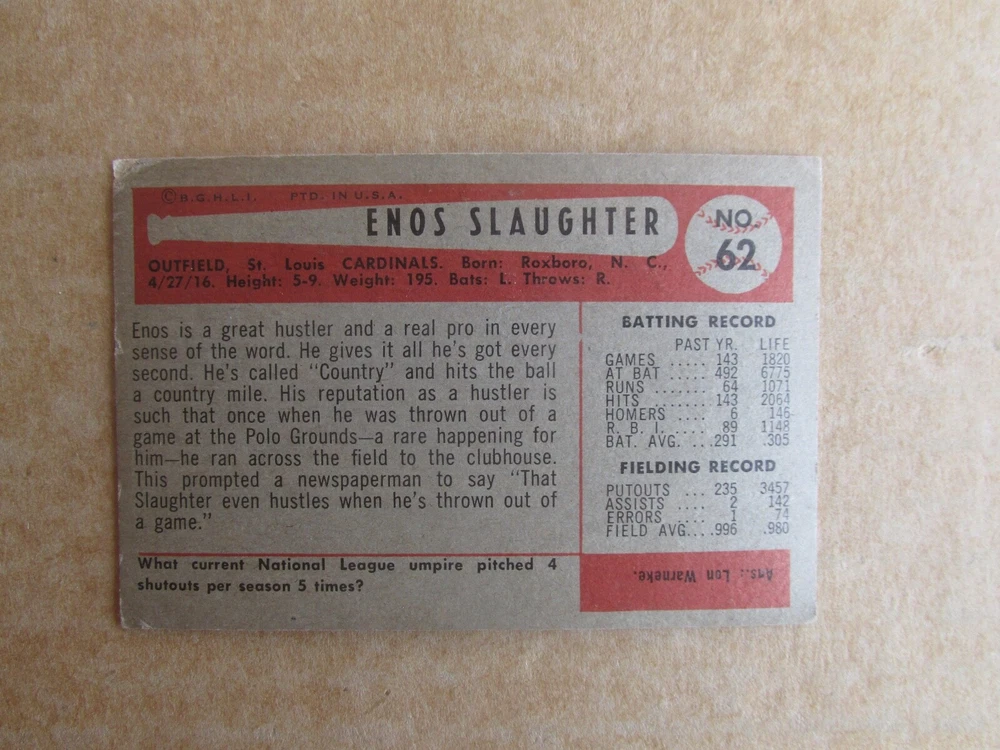 ©B.G.H.L.I. PTD. IN U.S.A.
ENOS SLAUGHTER
NO.
62
OUTFIELD, St. Louis CARDINALS. Born: Roxboro, N. C.,
4/27/16. Height: 5-9. Weight: 195. Bats: L. Throws: R.
Enos is a great hustler and a real pro in every
sense of the word. He gives it all he's got every
second. He's called "Country" and hits the ball
a country mile. His reputation as a hustler is
such that once when he was thrown out of a
game at the Polo Grounds—a rare happening for
him—he ran across the field to the clubhouse.
This prompted a newspaperman to say "That
Slaughter even hustles when he's thrown out of
a game."
BATTING RECORD
PAST YR. LIFE
GAMES ..... 143 1820
AT BAT ..... 492 6775
RUNS ....... 64 1071
HITS ....... 143 2064
HOMERS .... 6 146
R. B. I. ..... 89 1148
BAT. AVG. ....291 .305
FIELDING RECORD
PUTOUTS ... 235 3457
ASSISTS .... 2 142
ERRORS .... 1 74
FIELD AVG....996 .980
What current National League umpire pitched 4
shutouts per season 5 times?
Ans.: Lon Warneke.